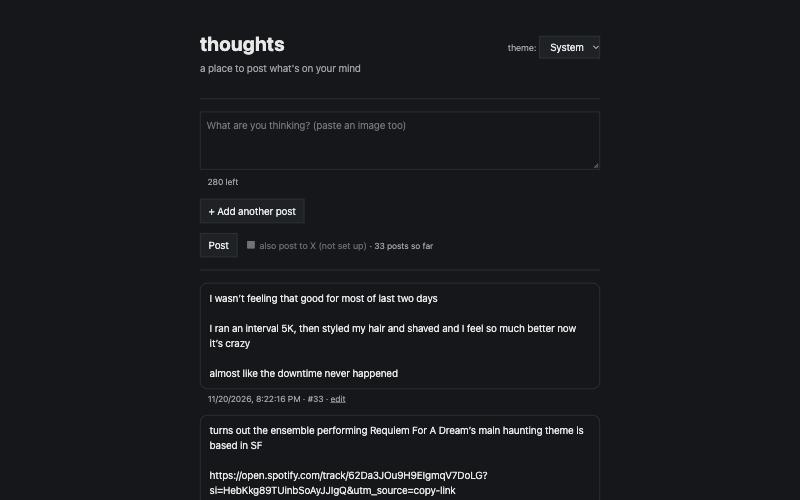 thoughts
theme: System
a place to post what's on your mind
What are you thinking? (paste an image too)
280 left
+ Add another post
Post also post to X (not set up) · 33 posts so far
I wasn’t feeling that good for most of last two days
I ran an interval 5K, then styled my hair and shaved and I feel so much better now
it’s crazy
almost like the downtime never happened
11/20/2026, 8:22:16 PM · #33 · edit
turns out the ensemble performing Requiem For A Dream’s main haunting theme is
based in SF
https://open.spotify.com/track/62Da3JOu9H9EIgmqV7DoLG?
si=HebKkg89TUinbSoAyJJIgQ&utm_source=copy-link